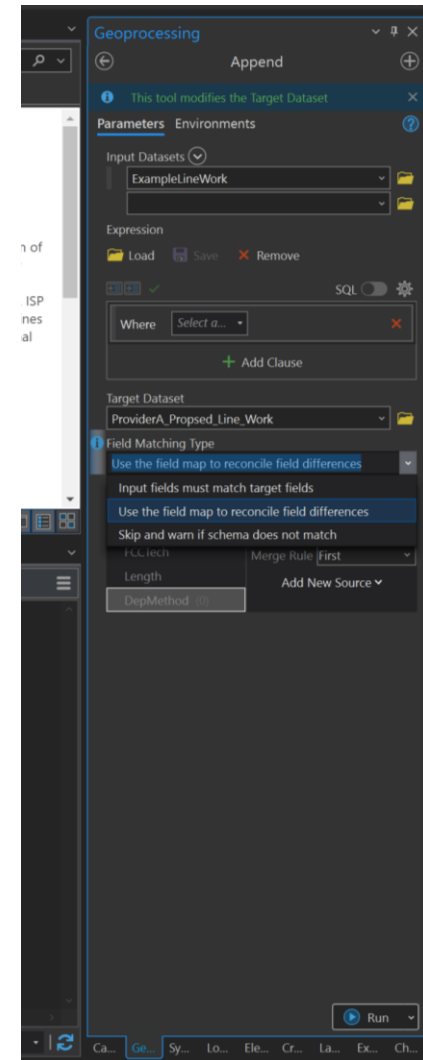 Geoprocessing
Append
This tool modifies the Target Dataset
Parameters Environments
Input Datasets
ExampleLineWork
Expression
Load Save Remove
SQL
Where Select a...
Add Clause
Target Dataset
ProviderA_Propsed_Line_Work
Field Matching Type
Use the field map to reconcile field differences
Input fields must match target fields
Use the field map to reconcile field differences
Skip and warn if schema does not match
FCCTech Merge Rule First
Length Add New Source
DepMethod (0)
n of
ISP
nes
al
Run
Ca... Ge... Sy... Lo... Ele... Cr... La... Ex... Ch...